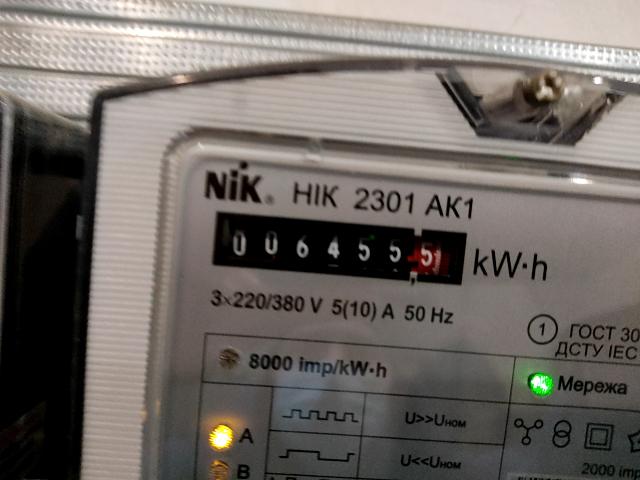 NiK® НІК 2301 АК1
0 0 6 4 5 5 5 kW·h
3×220/380 V 5(10) A 50 Hz
1 ГОСТ 30
ДСТУ IEC
8000 imp/kW·h
Мережа
A U>>Uном
B U<<Uном
2000 imp